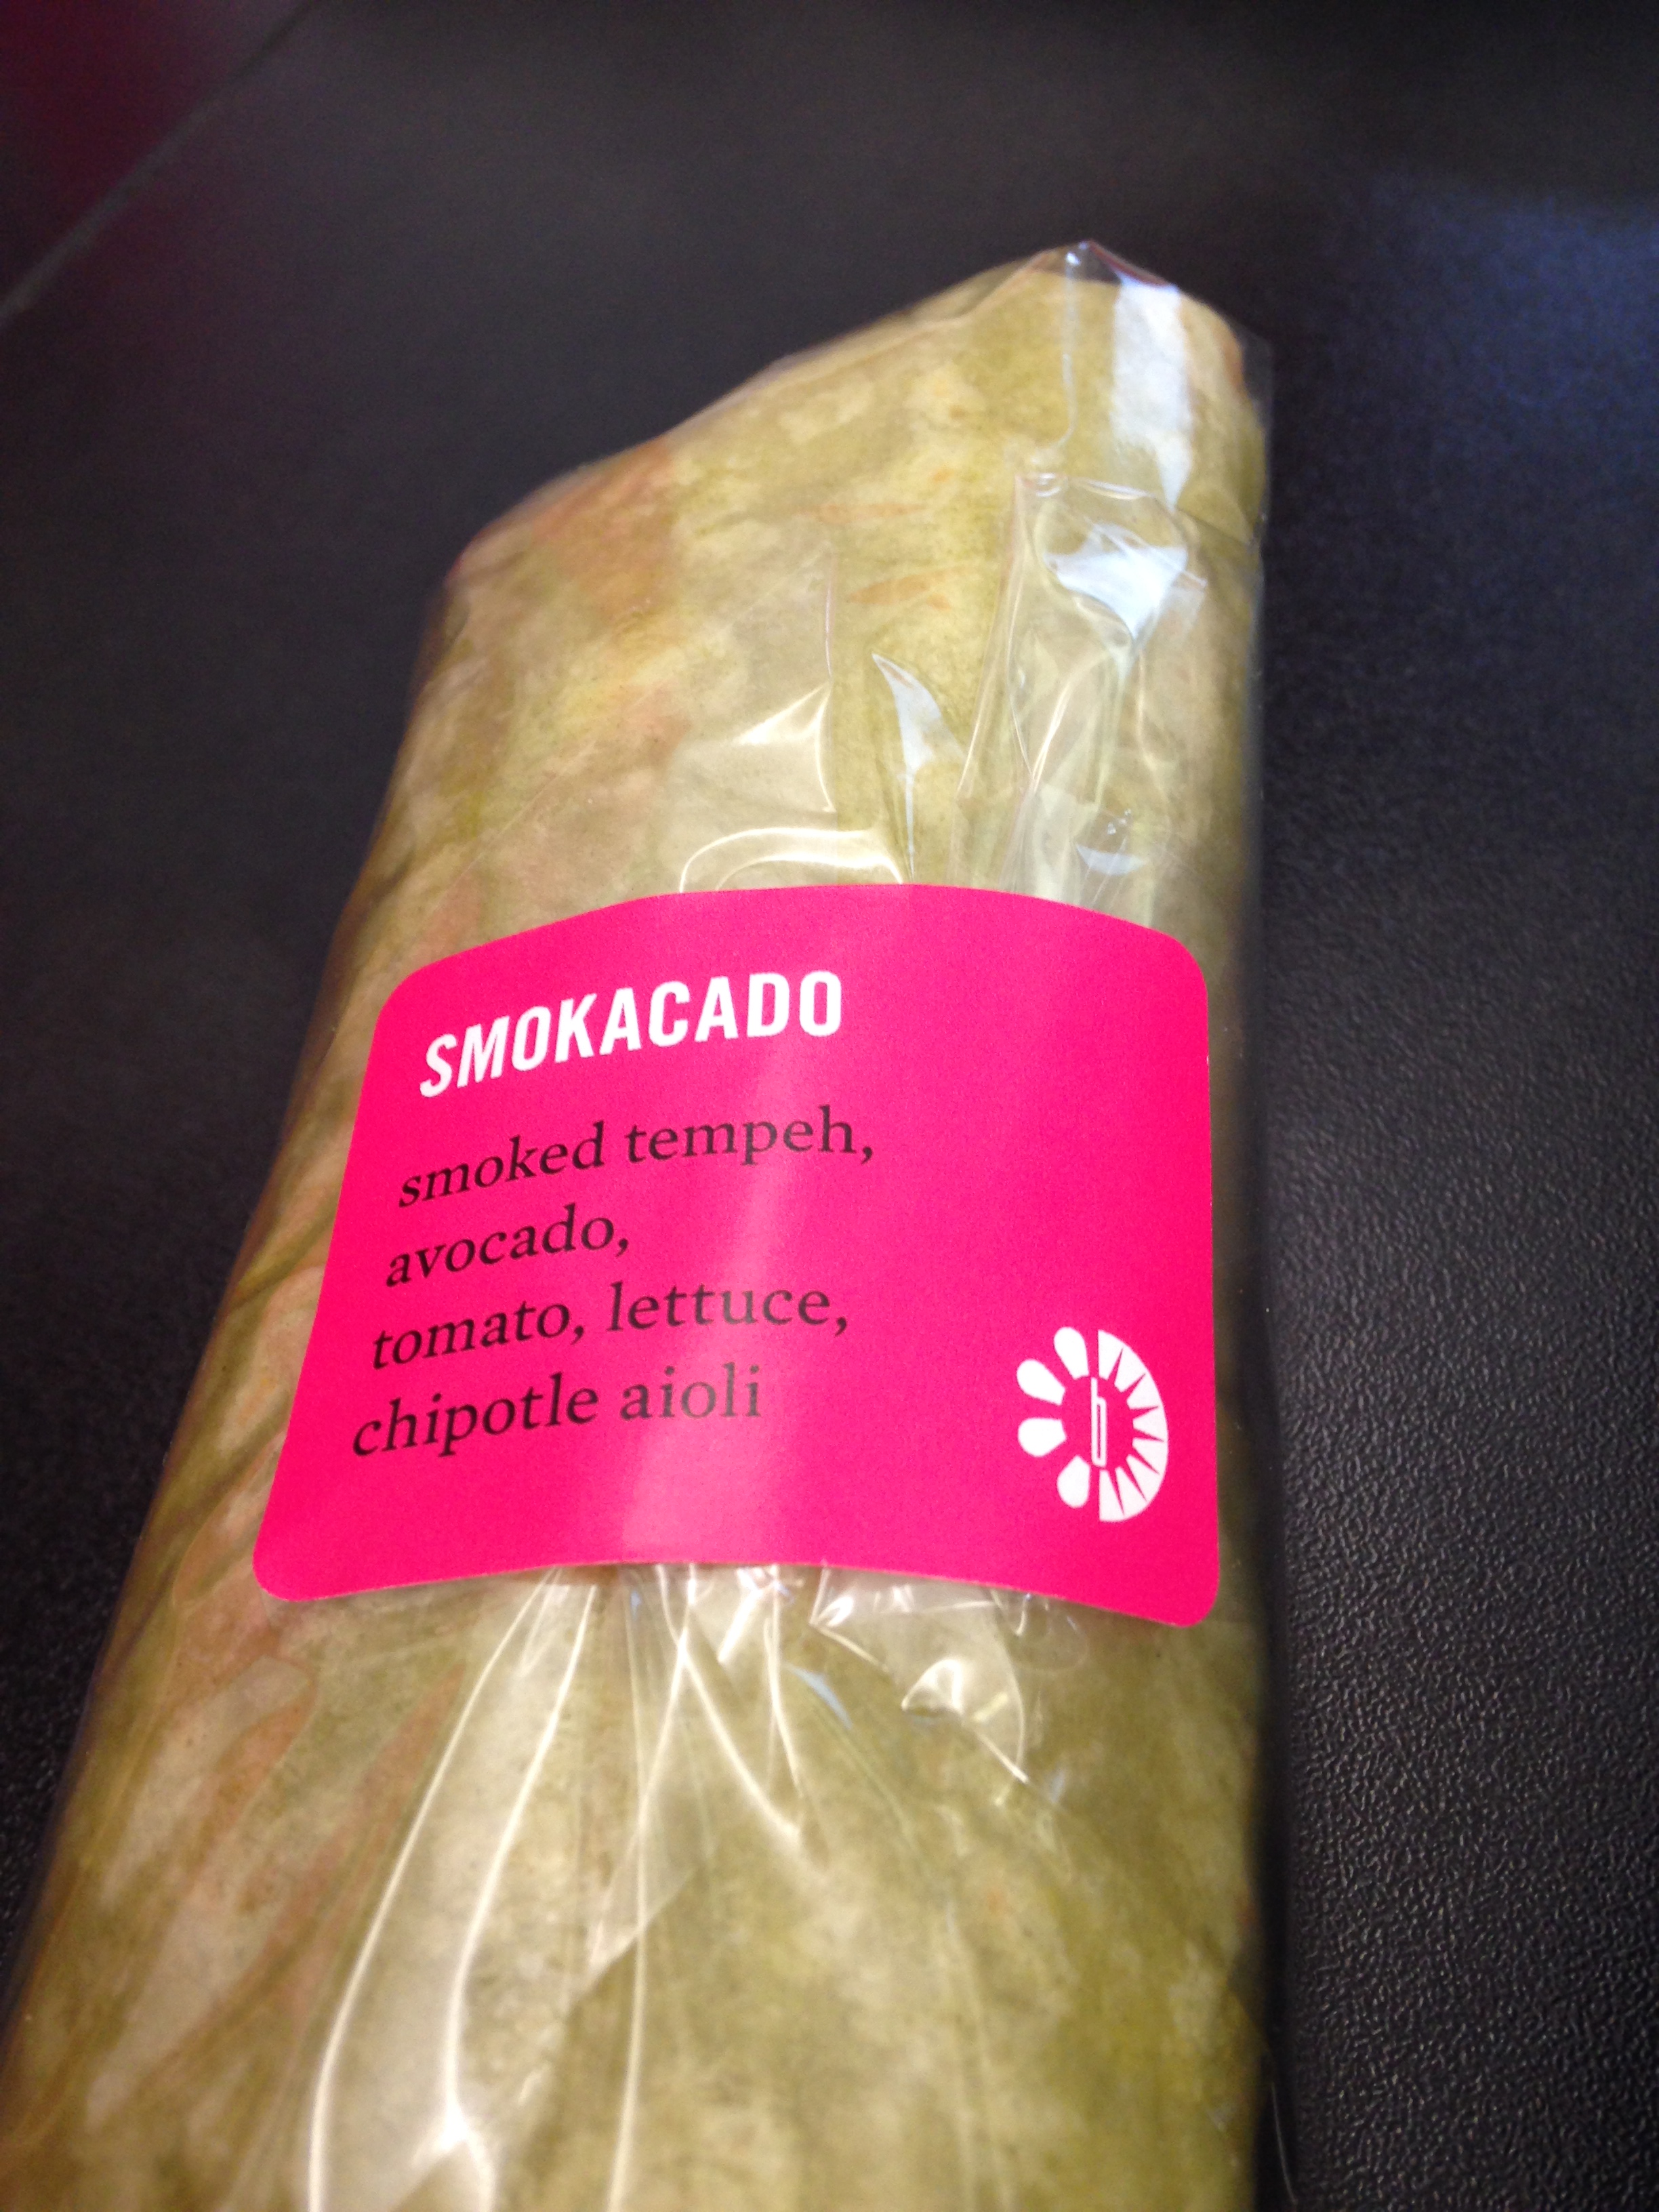 SMOKACADO
smoked tempeh,
avocado,
tomato, lettuce,
chipotle aioli
b